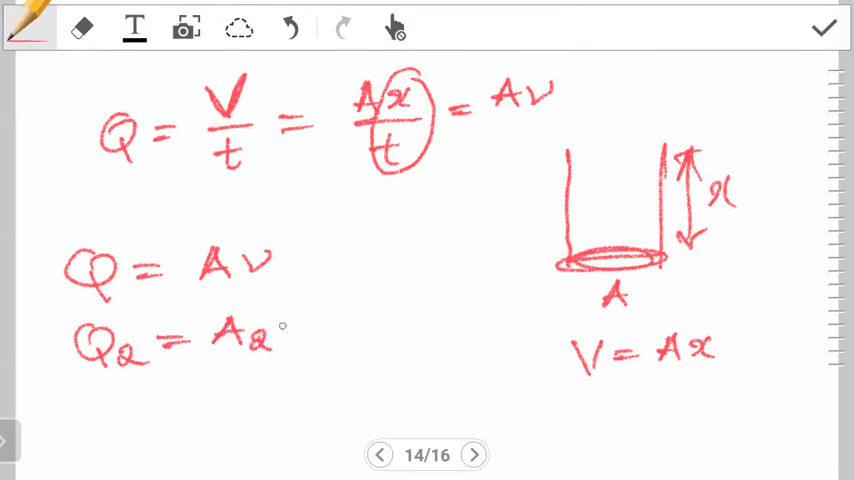 T
Q = V/t = Ax/t = Av
x
A
Q = Av
Q₂ = A₂
V = Ax
14/16